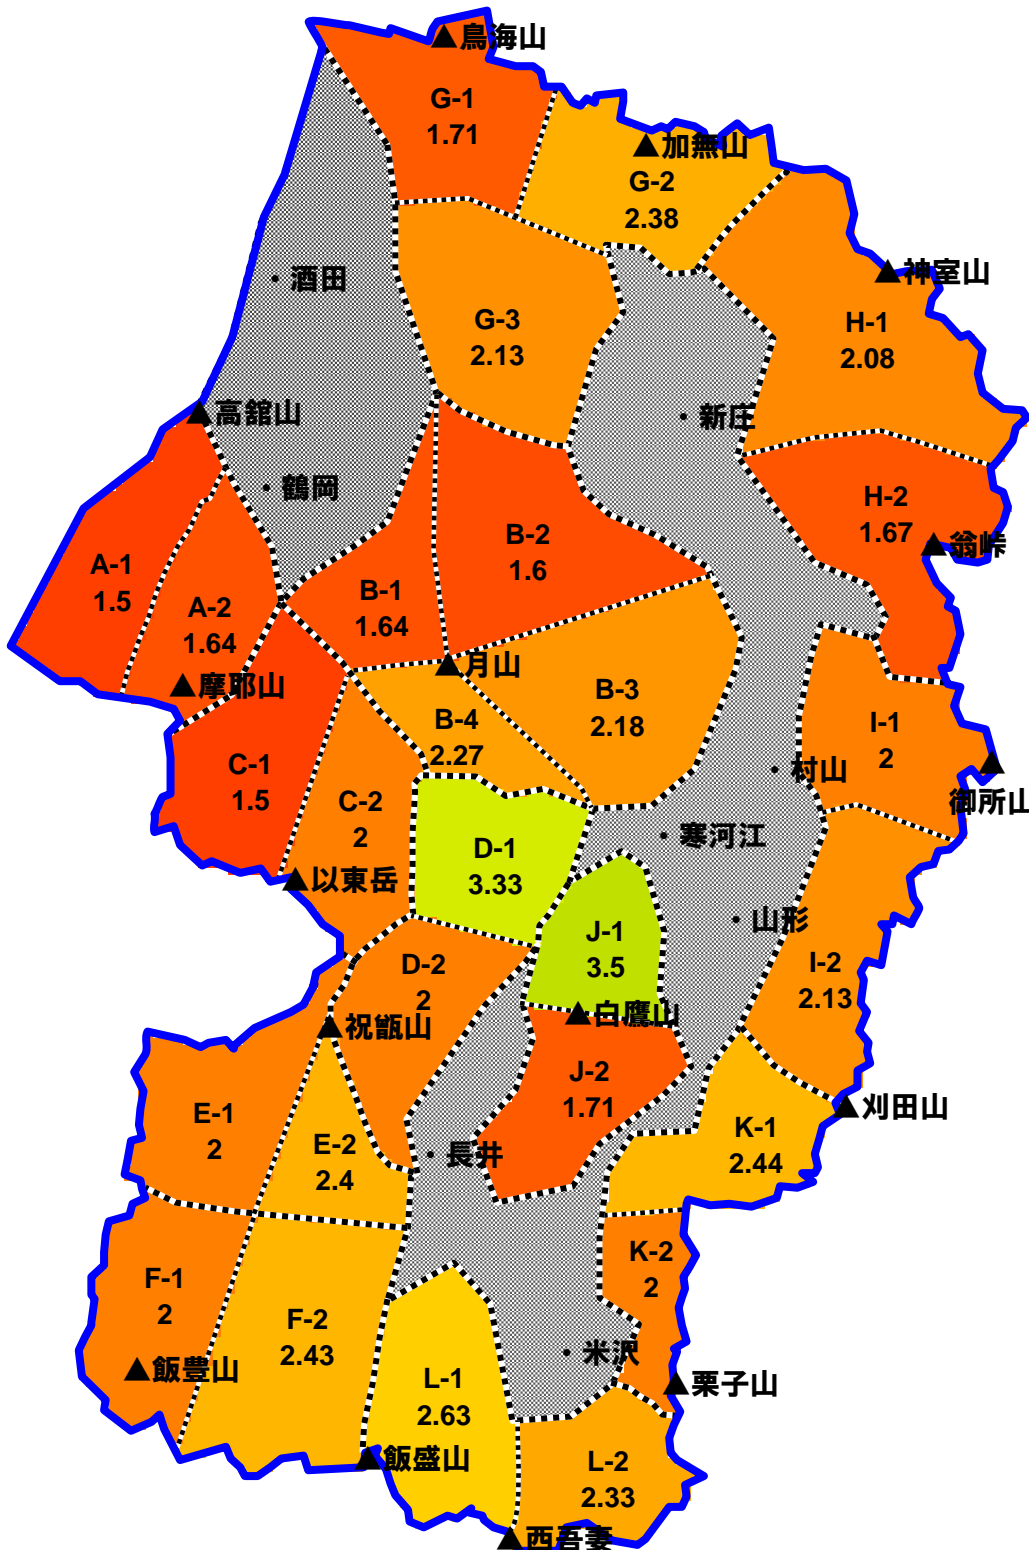 ▲鳥海山
G-1
1.71
▲加無山
G-2
2.38
▲神室山
・酒田
G-3
2.13
H-1
2.08
▲高舘山
・新庄
・鶴岡
H-2
1.67
▲翁峠
B-2
1.6
A-1
1.5
B-1
1.64
A-2
1.64
▲月山
▲摩耶山
B-3
2.18
B-4
2.27
I-1
2
C-1
1.5
・村山
▲
御所山
C-2
2
・寒河江
D-1
3.33
▲以東岳
・山形
J-1
3.5
D-2
2
I-2
2.13
▲白鷹山
▲祝瓶山
J-2
1.71
E-1
2
▲刈田山
K-1
2.44
E-2
2.4
・長井
K-2
2
F-1
2
F-2
2.43
・米沢
▲飯豊山
L-1
2.63
▲栗子山
▲飯盛山
L-2
2.33
▲西吾妻